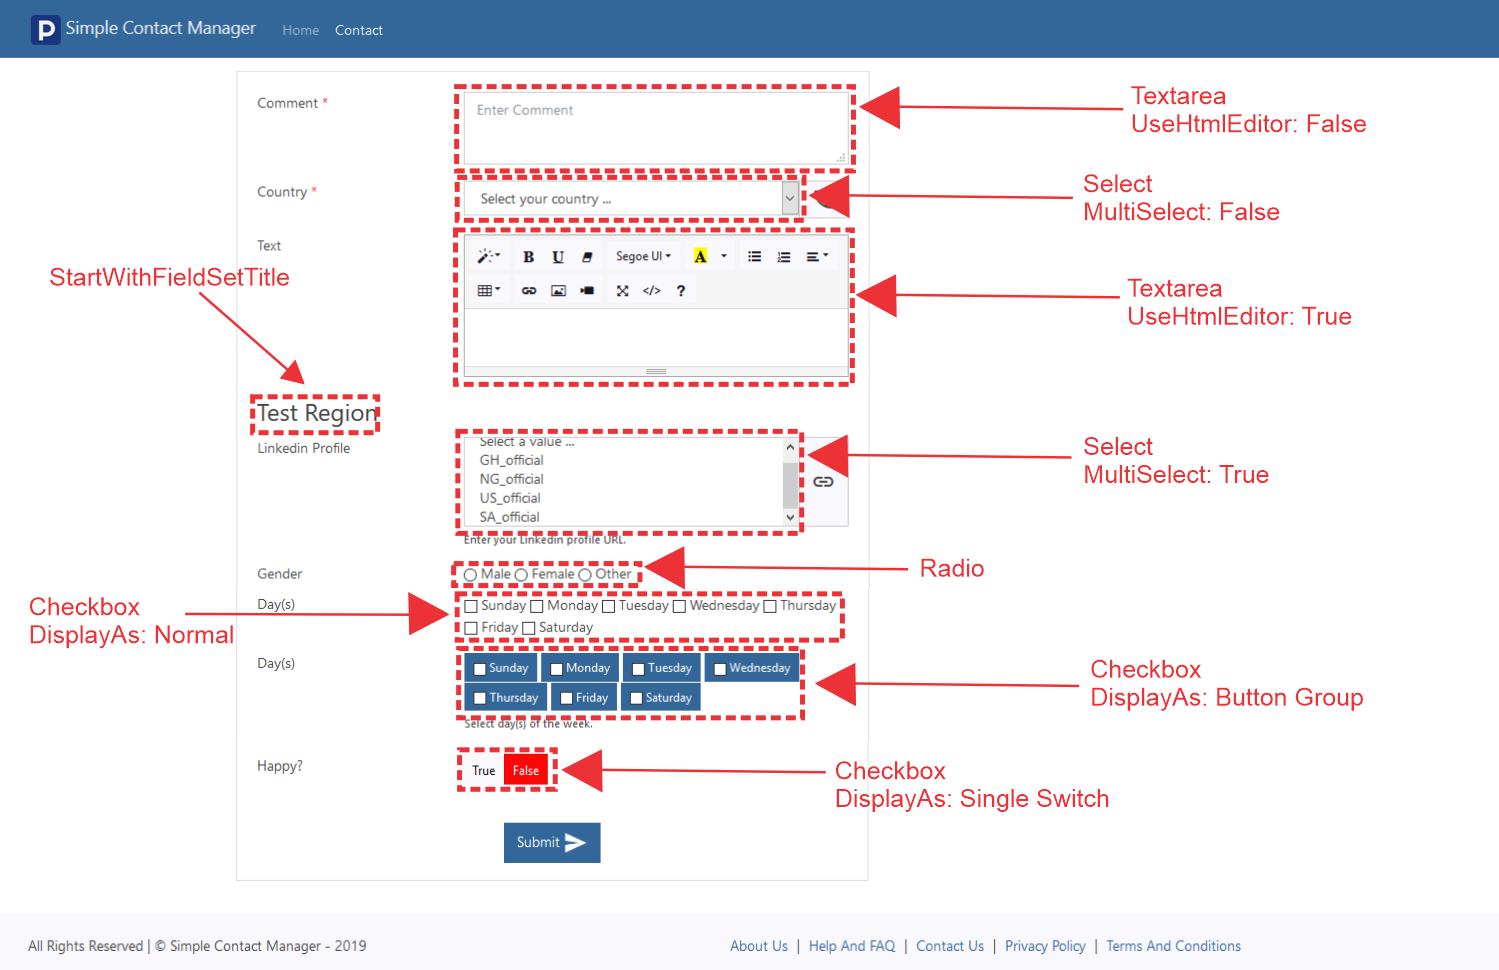 P Simple Contact Manager Home Contact
Comment *
Enter Comment
Textarea
UseHtmlEditor: False
Country *
Select your country ...
Select
MultiSelect: False
Text
B U Segoe UI A
</> ?
StartWithFieldSetTitle
Textarea
UseHtmlEditor: True
Test Region
Linkedin Profile
Select a value ...
GH_official
NG_official
US_official
SA_official
Enter your Linkedin profile URL.
Select
MultiSelect: True
Gender
Male Female Other
Radio
Day(s)
Sunday Monday Tuesday Wednesday Thursday
Friday Saturday
Checkbox
DisplayAs: Normal
Day(s)
Sunday Monday Tuesday Wednesday
Thursday Friday Saturday
Select day(s) of the week.
Checkbox
DisplayAs: Button Group
Happy?
True False
Checkbox
DisplayAs: Single Switch
Submit
All Rights Reserved | © Simple Contact Manager - 2019
About Us | Help And FAQ | Contact Us | Privacy Policy | Terms And Conditions